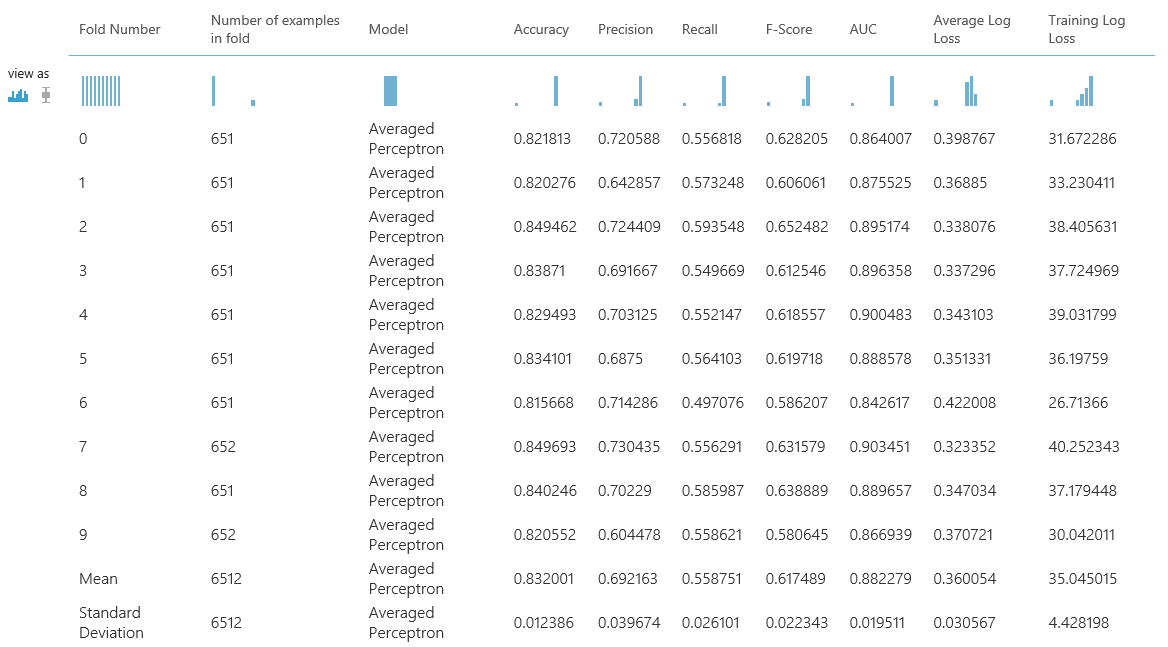 Fold Number Number of examples in fold Model Accuracy Precision Recall F-Score AUC Average Log Loss Training Log Loss
view as
0 651 Averaged Perceptron 0.821813 0.720588 0.556818 0.628205 0.864007 0.398767 31.672286
1 651 Averaged Perceptron 0.820276 0.642857 0.573248 0.606061 0.875525 0.36885 33.230411
2 651 Averaged Perceptron 0.849462 0.724409 0.593548 0.652482 0.895174 0.338076 38.405631
3 651 Averaged Perceptron 0.83871 0.691667 0.549669 0.612546 0.896358 0.337296 37.724969
4 651 Averaged Perceptron 0.829493 0.703125 0.552147 0.618557 0.900483 0.343103 39.031799
5 651 Averaged Perceptron 0.834101 0.6875 0.564103 0.619718 0.888578 0.351331 36.19759
6 651 Averaged Perceptron 0.815668 0.714286 0.497076 0.586207 0.842617 0.422008 26.71366
7 652 Averaged Perceptron 0.849693 0.730435 0.556291 0.631579 0.903451 0.323352 40.252343
8 651 Averaged Perceptron 0.840246 0.70229 0.585987 0.638889 0.889657 0.347034 37.179448
9 652 Averaged Perceptron 0.820552 0.604478 0.558621 0.580645 0.866939 0.370721 30.042011
Mean 6512 Averaged Perceptron 0.832001 0.692163 0.558751 0.617489 0.882279 0.360054 35.045015
Standard Deviation 6512 Averaged Perceptron 0.012386 0.039674 0.026101 0.022343 0.019511 0.030567 4.428198